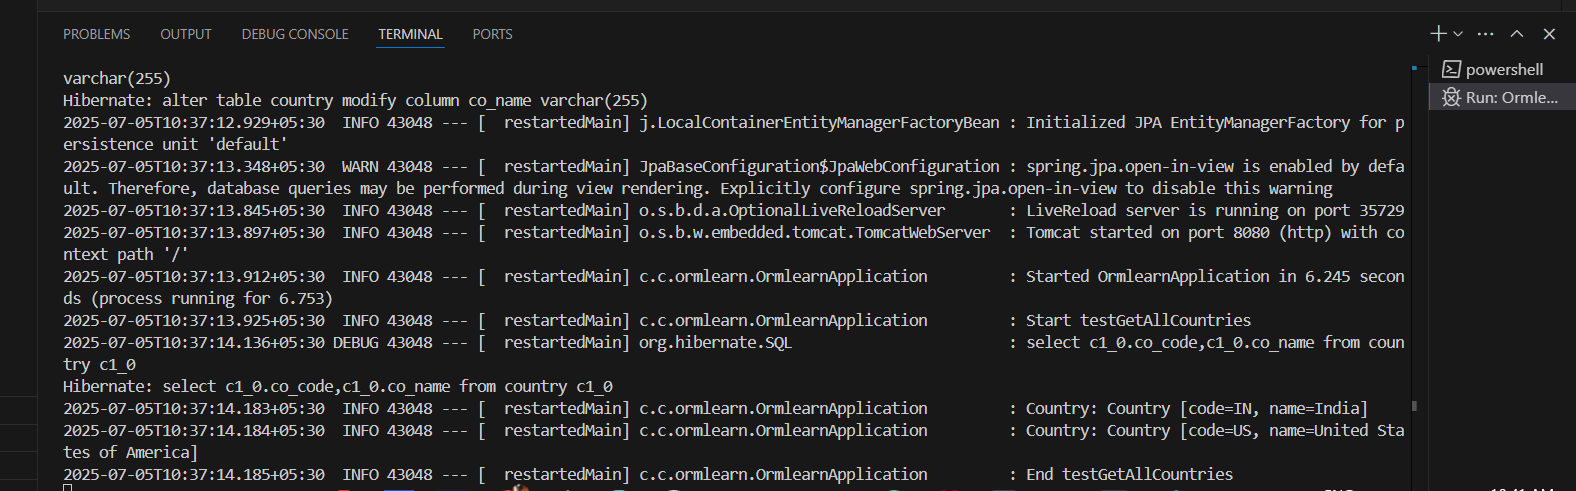 PROBLEMS OUTPUT DEBUG CONSOLE TERMINAL PORTS
powershell
Run: Ormle...
varchar(255)
Hibernate: alter table country modify column co_name varchar(255)
2025-07-05T10:37:12.929+05:30  INFO 43048 --- [  restartedMain] j.LocalContainerEntityManagerFactoryBean : Initialized JPA EntityManagerFactory for p
ersistence unit 'default'
2025-07-05T10:37:13.348+05:30  WARN 43048 --- [  restartedMain] JpaBaseConfiguration$JpaWebConfiguration : spring.jpa.open-in-view is enabled by defa
ult. Therefore, database queries may be performed during view rendering. Explicitly configure spring.jpa.open-in-view to disable this warning
2025-07-05T10:37:13.845+05:30  INFO 43048 --- [  restartedMain] o.s.b.d.a.OptionalLiveReloadServer       : LiveReload server is running on port 35729
2025-07-05T10:37:13.897+05:30  INFO 43048 --- [  restartedMain] o.s.b.w.embedded.tomcat.TomcatWebServer  : Tomcat started on port 8080 (http) with co
ntext path '/'
2025-07-05T10:37:13.912+05:30  INFO 43048 --- [  restartedMain] c.c.ormlearn.OrmlearnApplication         : Started OrmlearnApplication in 6.245 secon
ds (process running for 6.753)
2025-07-05T10:37:13.925+05:30  INFO 43048 --- [  restartedMain] c.c.ormlearn.OrmlearnApplication         : Start testGetAllCountries
2025-07-05T10:37:14.136+05:30 DEBUG 43048 --- [  restartedMain] org.hibernate.SQL                        : select c1_0.co_code,c1_0.co_name from coun
try c1_0
Hibernate: select c1_0.co_code,c1_0.co_name from country c1_0
2025-07-05T10:37:14.183+05:30  INFO 43048 --- [  restartedMain] c.c.ormlearn.OrmlearnApplication         : Country: Country [code=IN, name=India]
2025-07-05T10:37:14.184+05:30  INFO 43048 --- [  restartedMain] c.c.ormlearn.OrmlearnApplication         : Country: Country [code=US, name=United Sta
tes of America]
2025-07-05T10:37:14.185+05:30  INFO 43048 --- [  restartedMain] c.c.ormlearn.OrmlearnApplication         : End testGetAllCountries